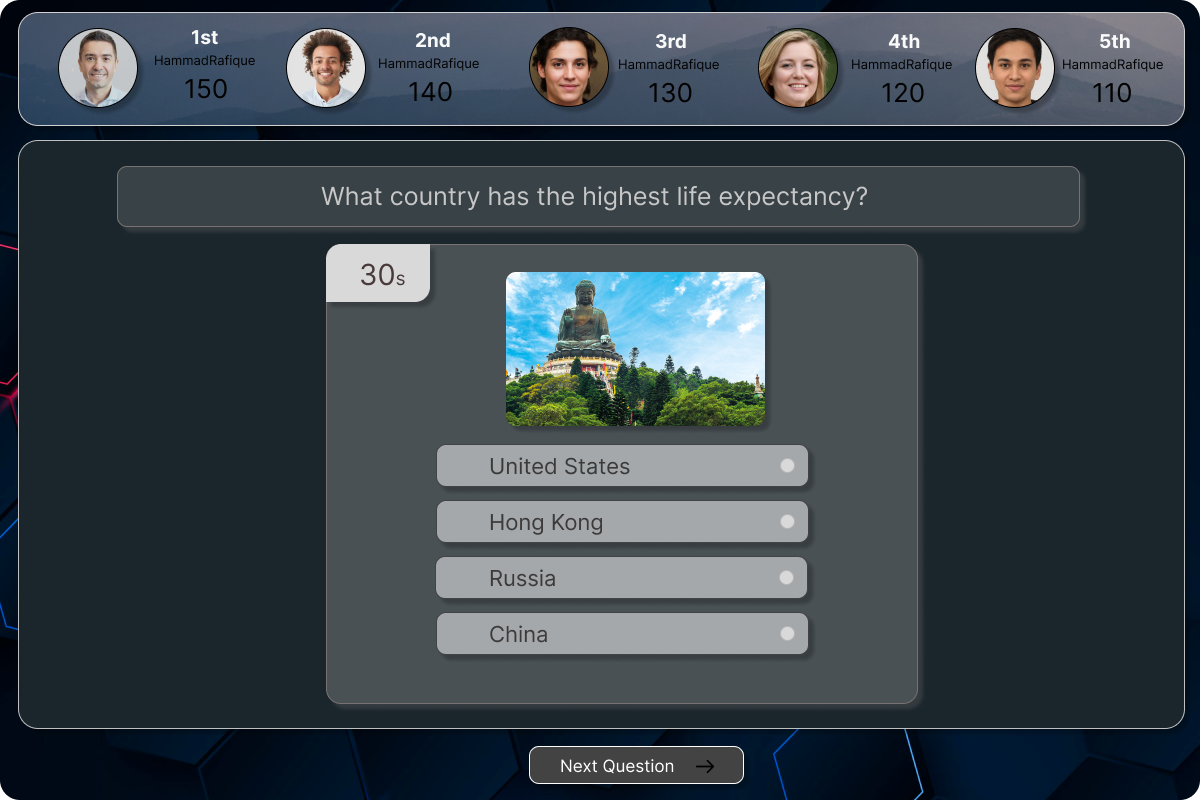 1st
HammadRafique
150
2nd
HammadRafique
140
3rd
HammadRafique
130
4th
HammadRafique
120
5th
HammadRafique
110
What country has the highest life expectancy?
30s
United States
Hong Kong
Russia
China
Next Question →